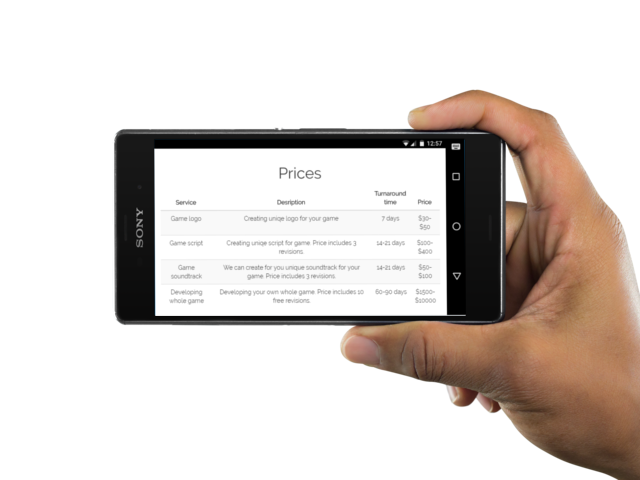 12:57
SONY
Prices
Service Desription Turnaround time Price
Game logo Creating uniqe logo for your game 7 days $30-$50
Game script Creating uniqe script for game. Price includes 3 revisions. 14-21 days $100-$400
Game soundtrack We can create for you unique soundtrack for your game. Price includes 3 revisions. 14-21 days $50-$100
Developing whole game Developing your own whole game. Price includes 10 free revisions. 60-90 days $1500-$10000